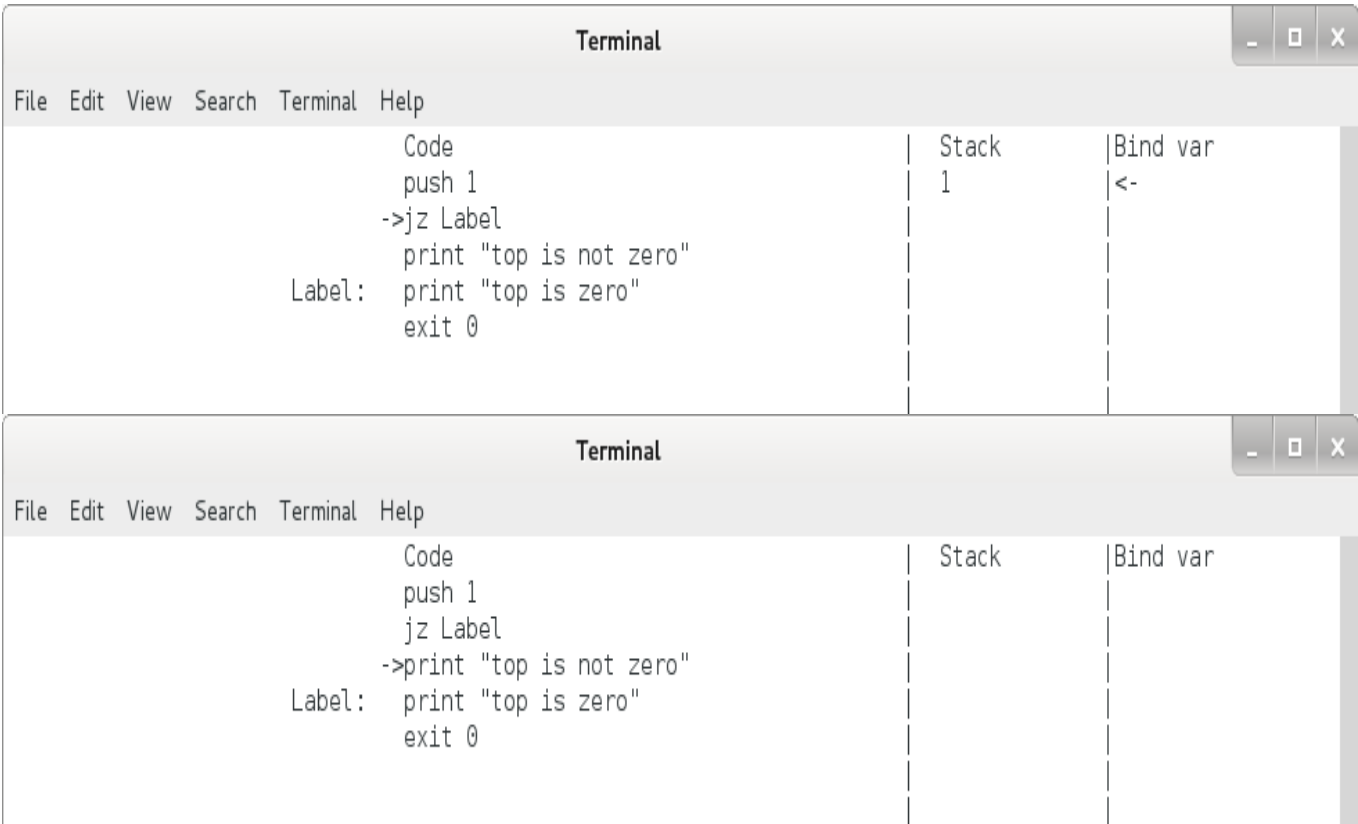 Terminal
_ □ X
File Edit View Search Terminal Help
Code | Stack |Bind var
push 1 | 1 |<-
->jz Label | |
print "top is not zero" | |
Label: print "top is zero" | |
exit 0 | |
| |
| |
Terminal
_ □ X
File Edit View Search Terminal Help
Code | Stack |Bind var
push 1 | |
jz Label | |
->print "top is not zero" | |
Label: print "top is zero" | |
exit 0 | |
| |
| |